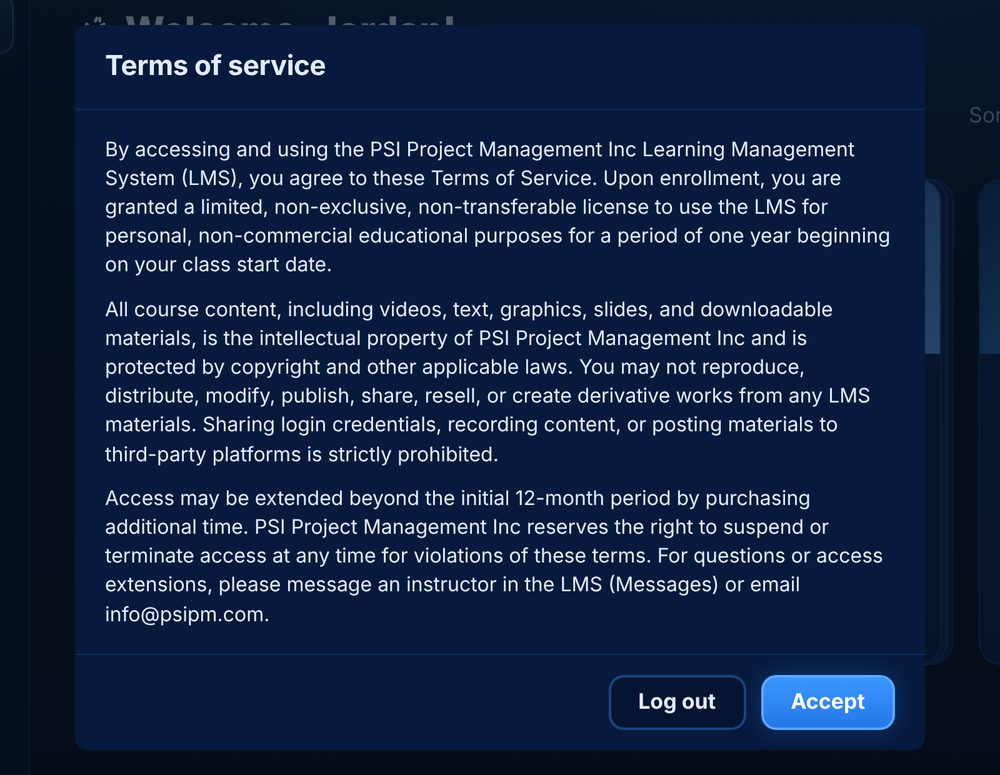 Welcome, Jordan!
Terms of service
By accessing and using the PSI Project Management Inc Learning Management
System (LMS), you agree to these Terms of Service. Upon enrollment, you are
granted a limited, non-exclusive, non-transferable license to use the LMS for
personal, non-commercial educational purposes for a period of one year beginning
on your class start date.
All course content, including videos, text, graphics, slides, and downloadable
materials, is the intellectual property of PSI Project Management Inc and is
protected by copyright and other applicable laws. You may not reproduce,
distribute, modify, publish, share, resell, or create derivative works from any LMS
materials. Sharing login credentials, recording content, or posting materials to
third-party platforms is strictly prohibited.
Access may be extended beyond the initial 12-month period by purchasing
additional time. PSI Project Management Inc reserves the right to suspend or
terminate access at any time for violations of these terms. For questions or access
extensions, please message an instructor in the LMS (Messages) or email
info@psipm.com.
Log out
Accept